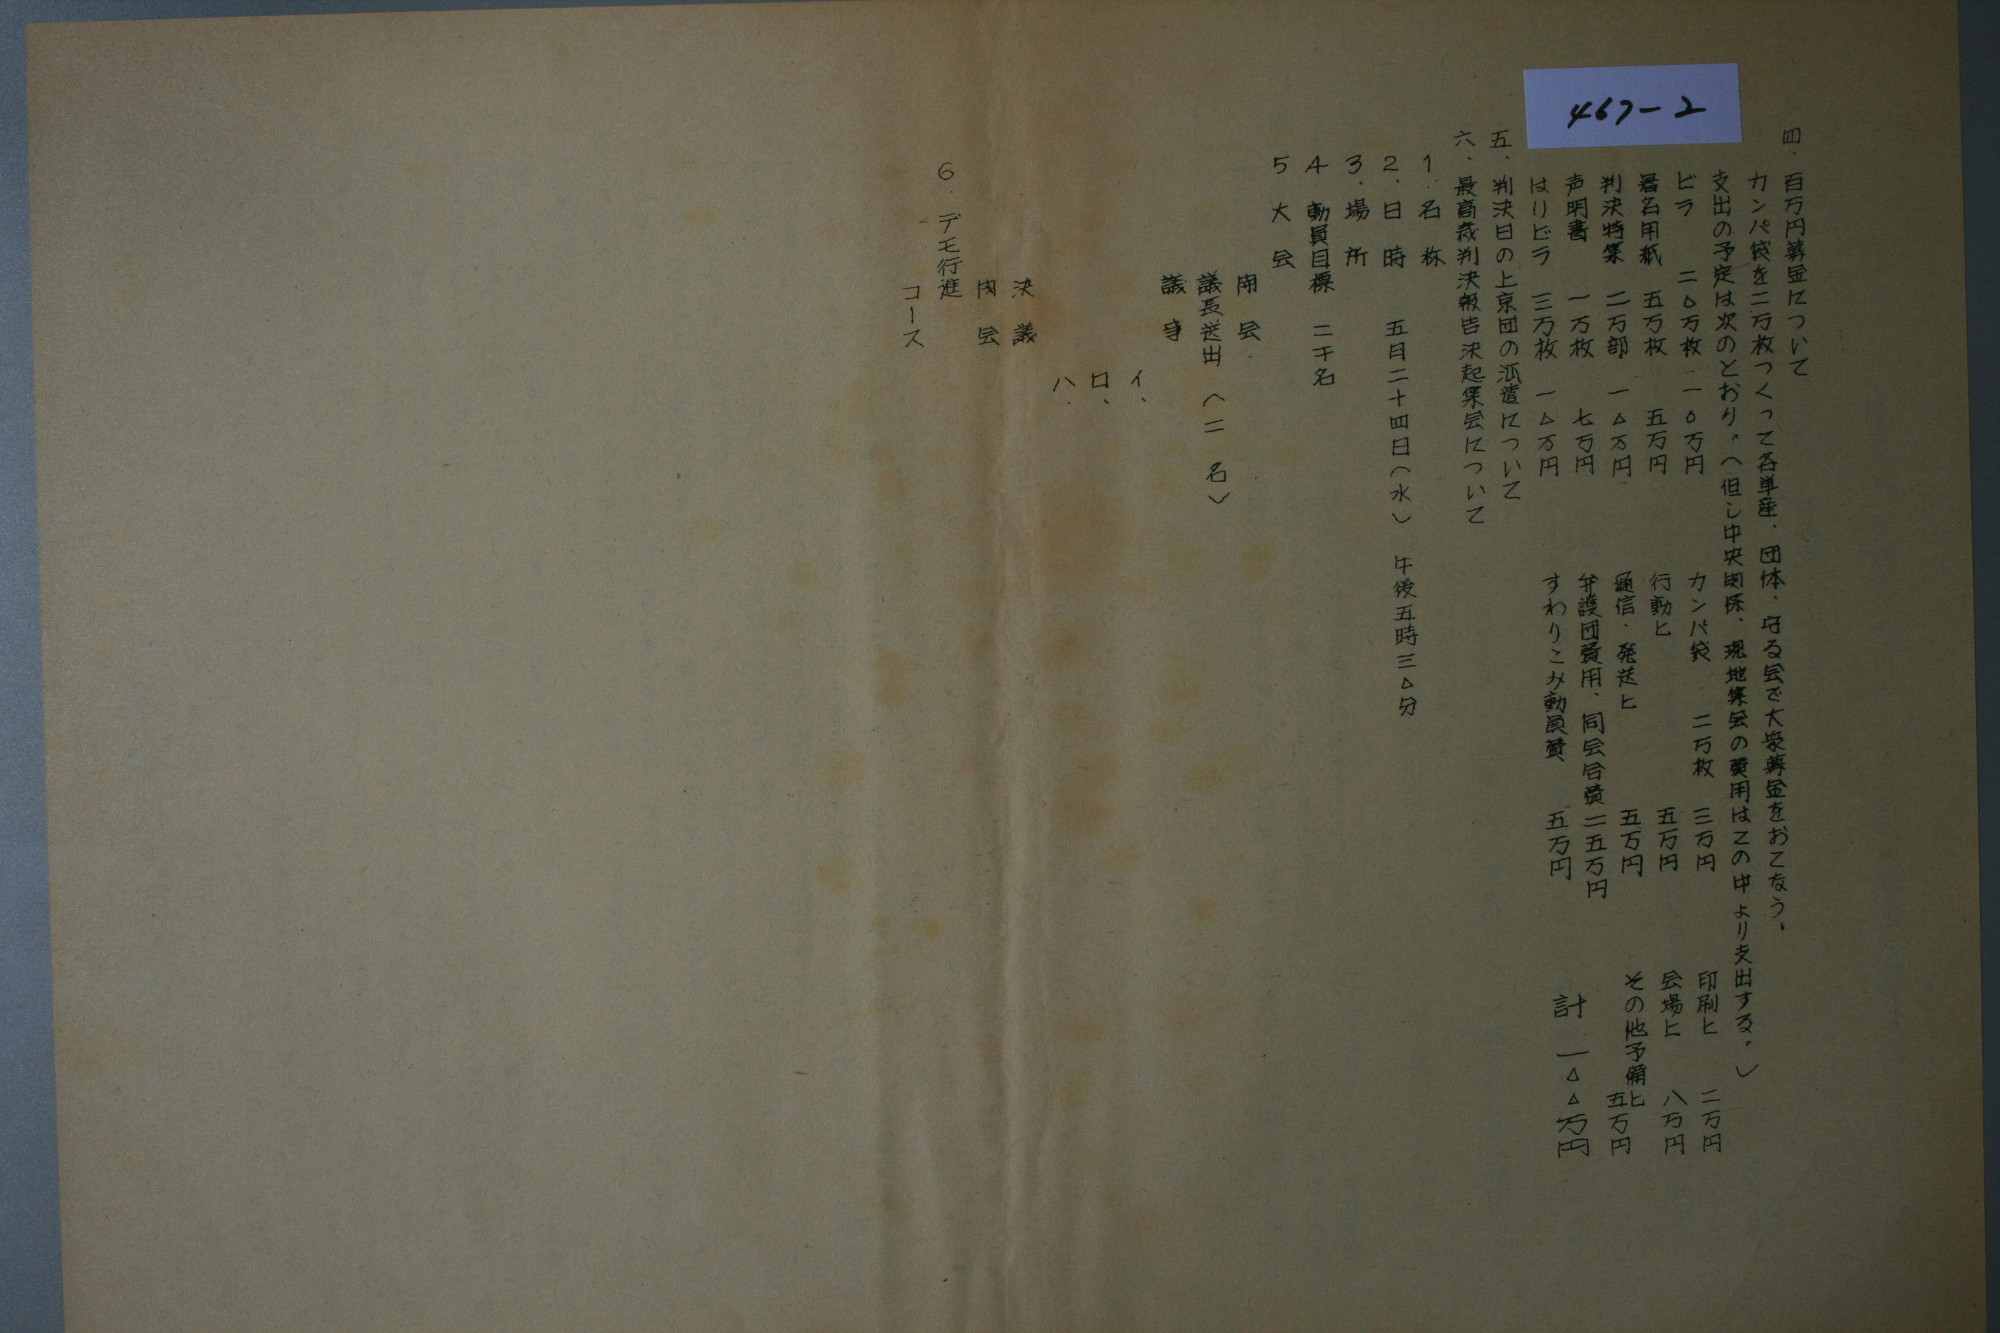 467-2
四、百万円募金について
カンパ袋を二万枚つくって各単産、団体、守る会で大衆募金をおこなう。
支出の予定は次のとおり。（但し中央関係、現地集会の費用はこの中より支出する。）
ビラ 二〇万枚 一〇万円 カンパ袋 二万枚 三万円 印刷ヒ 二万円
署名用紙 五万枚 五万円 行動ヒ 五万円 会場ヒ 八万円
判決特集 二万部 一〇万円 通信・発送ヒ 五万円 その他予備ヒ 五万円
声明書 一万枚 七万円 弁護団費用、同会合費 二五万円
はりビラ 三万枚 一〇万円 すわりこみ動員費 五万円 計 一〇〇万円
五、判決日の上京団の派遣について
六、最高裁判決報告決起集会について
1.名称
2、日時 五月二十四日（水） 午後五時三〇分
3.場所
4 動員目標 二千名
5 大会
開会
議長送出（二名）
議事
イ、
ロ、
ハ、
決議
閉会
6.デモ行進
コース